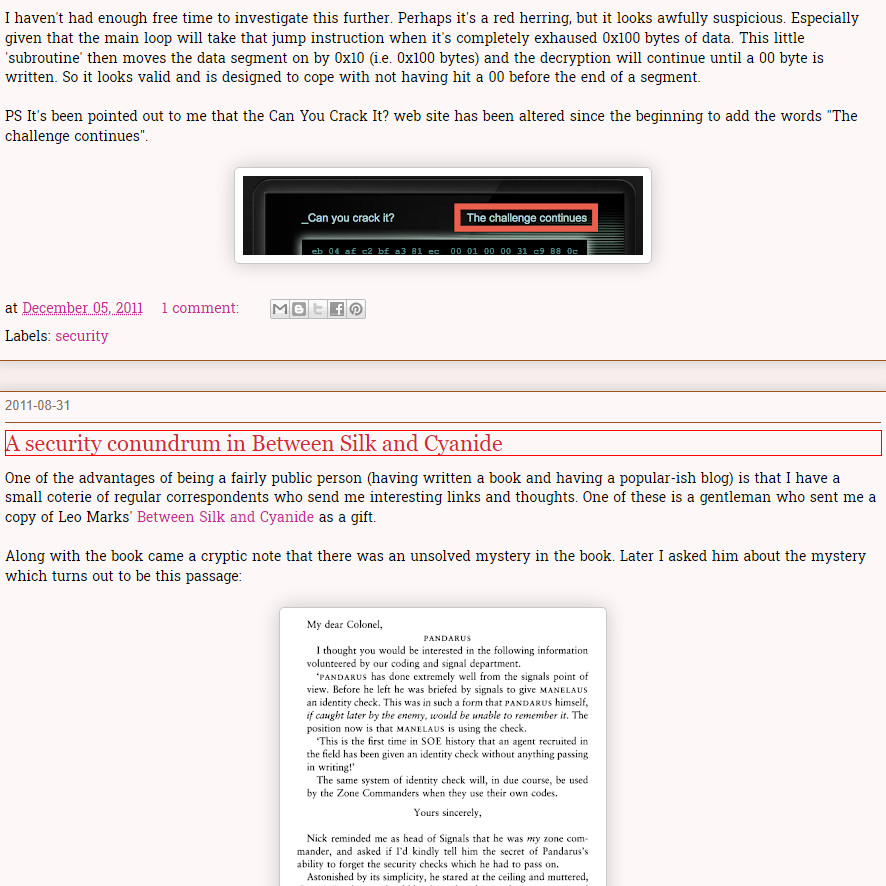 I haven't had enough free time to investigate this further. Perhaps it's a red herring, but it looks awfully suspicious. Especially
given that the main loop will take that jump instruction when it's completely exhaused 0x100 bytes of data. This little
'subroutine' then moves the data segment on by 0x10 (i.e. 0x100 bytes) and the decryption will continue until a 00 byte is
written. So it looks valid and is designed to cope with not having hit a 00 before the end of a segment.
PS It's been pointed out to me that the Can You Crack It? web site has been altered since the beginning to add the words "The
challenge continues".
_Can you crack it? The challenge continues
eb 04 af c2 bf a3 81 ec 00 01 00 00 31 c9 88 0c
at December 05, 2011 1 comment:
Labels: security
2011-08-31
A security conundrum in Between Silk and Cyanide
One of the advantages of being a fairly public person (having written a book and having a popular-ish blog) is that I have a
small coterie of regular correspondents who send me interesting links and thoughts. One of these is a gentleman who sent me a
copy of Leo Marks' Between Silk and Cyanide as a gift.
Along with the book came a cryptic note that there was an unsolved mystery in the book. Later I asked him about the mystery
which turns out to be this passage:
My dear Colonel,
PANDARUS
I thought you would be interested in the following information
volunteered by our coding and signal department.
'PANDARUS has done extremely well from the signals point of
view. Before he left he was briefed by signals to give MANELAUS
an identity check. This was in such a form that PANDARUS himself,
if caught later by the enemy, would be unable to remember it. The
position now is that MANELAUS is using the check.
'This is the first time in SOE history that an agent recruited in
the field has been given an identity check without anything passing
in writing!'
The same system of identity check will, in due course, be used
by the Zone Commanders when they use their own codes.
Yours sincerely,
Nick reminded me as head of Signals that he was my zone com-
mander, and asked if I'd kindly tell him the secret of Pandarus's
ability to forget the security checks which he had to pass on.
Astonished by its simplicity, he stared at the ceiling and muttered,